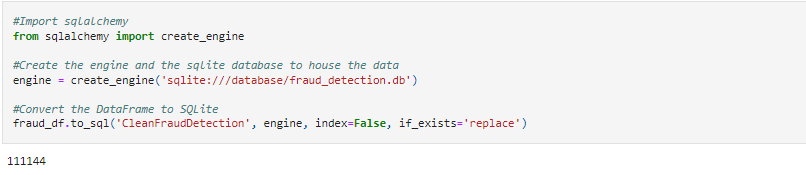 #Import sqlalchemy
from sqlalchemy import create_engine
#Create the engine and the sqlite database to house the data
engine = create_engine('sqlite:///database/fraud_detection.db')
#Convert the DataFrame to SQLite
fraud_df.to_sql('CleanFraudDetection', engine, index=False, if_exists='replace')
111144